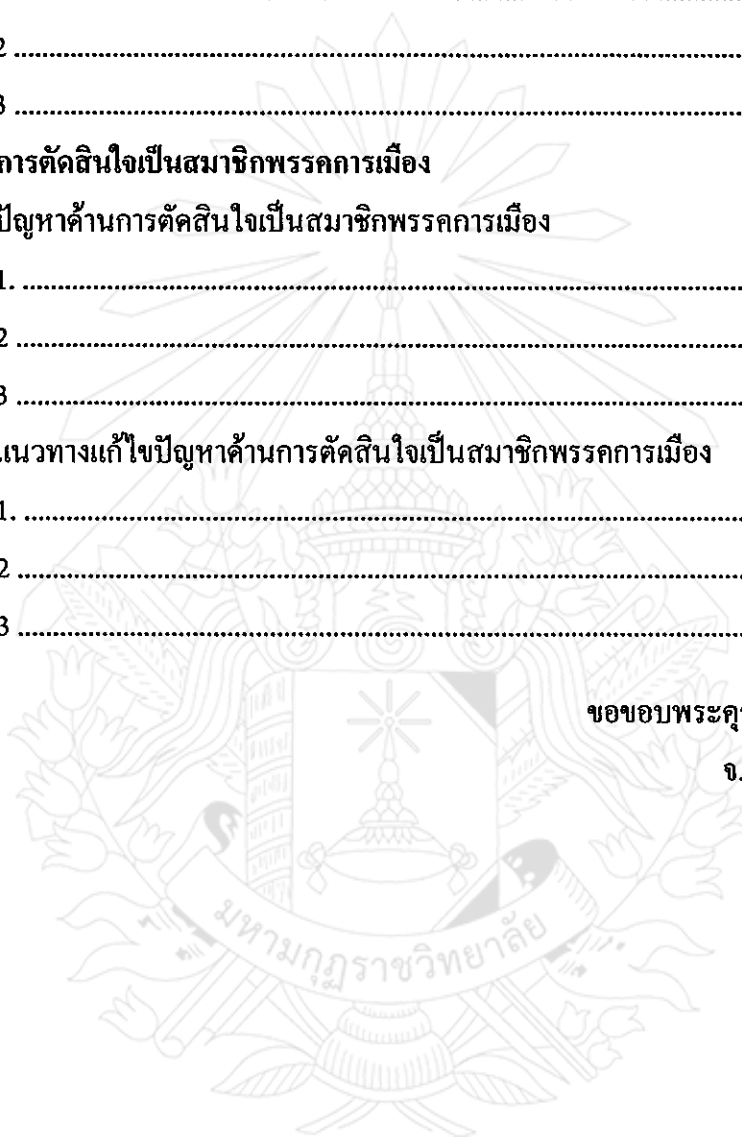 2 ........................................................................
3 ........................................................................
การตัดสินใจเป็นสมาชิกพรรคการเมือง
ปัญหาด้านการตัดสินใจเป็นสมาชิกพรรคการเมือง
1. ........................................................................
2 ........................................................................
3 ........................................................................
แนวทางแก้ไขปัญหาด้านการตัดสินใจเป็นสมาชิกพรรคการเมือง
1. ........................................................................
2 ........................................................................
3 ........................................................................
ขอขอบพระคุ
จ.
มหามกุฏราชวิทยาลัย